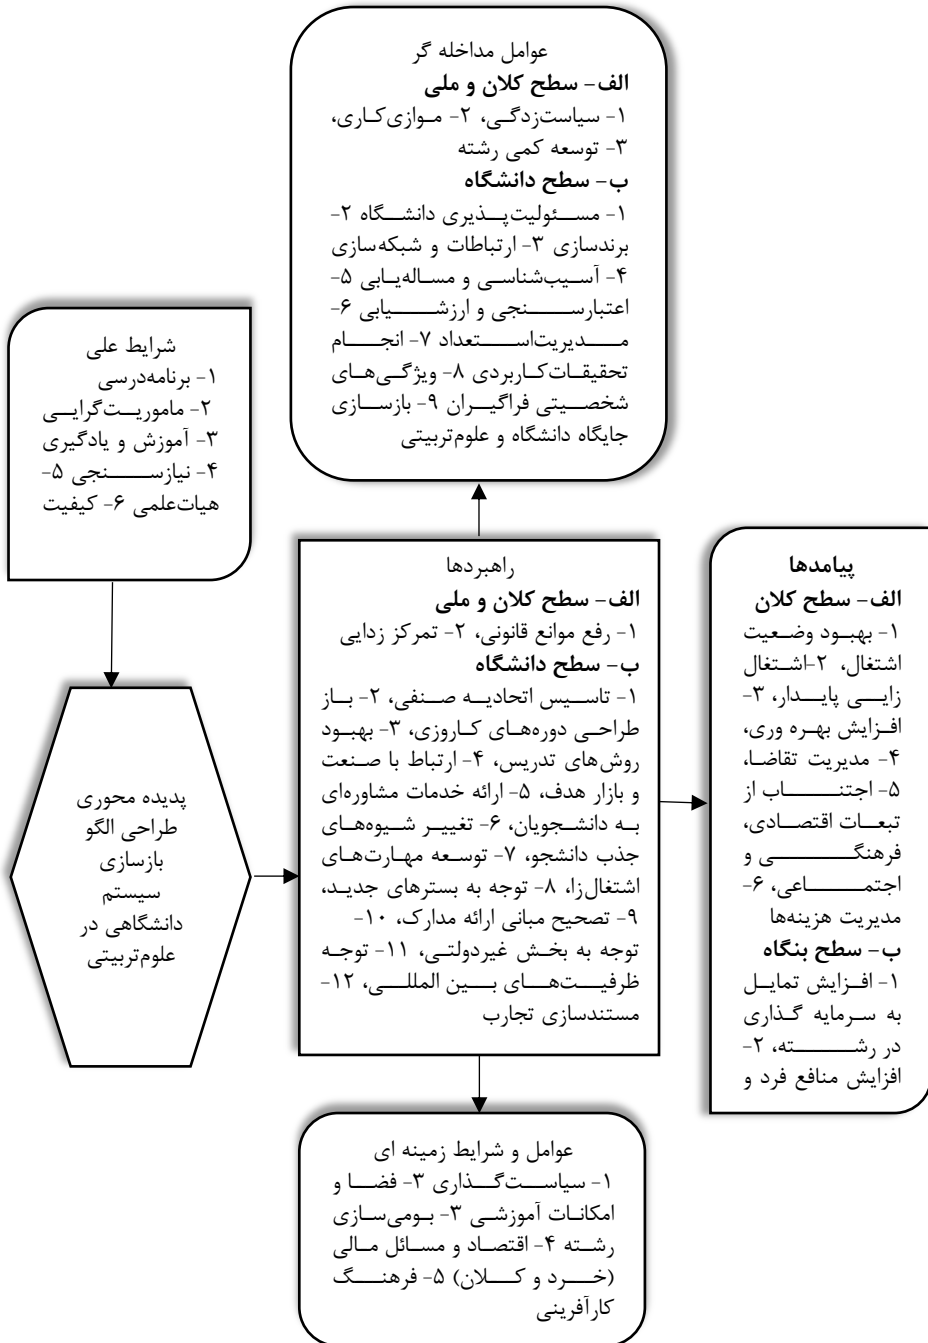 عوامل مداخله گر
الف- سطح کلان و ملی
۱- سیاست‌زدگی، ۲- موازی‌کاری،
۳- توسعه کمی رشته
ب- سطح دانشگاه
۱- مسئولیت‌پذیری دانشگاه ۲-
برندسازی ۳- ارتباطات و شبکه‌سازی
۴- آسیب‌شناسی و مساله‌یابی ۵-
اعتبارسنجی و ارزشیابی ۶-
مدیریت‌استعداد ۷- انجام
تحقیقات‌کاربردی ۸- ویژگی‌های
شخصیتی فراگیران ۹- بازسازی
جایگاه دانشگاه و علوم‌تربیتی
شرایط علی
۱- برنامه‌درسی
۲- ماموریت‌گرایی
۳- آموزش و یادگیری
۴- نیازسنجی ۵-
هیات‌علمی ۶- کیفیت
پدیده محوری
طراحی الگو
بازسازی
سیستم
دانشگاهی در
علوم‌تربیتی
راهبردها
الف- سطح کلان و ملی
۱- رفع موانع قانونی، ۲- تمرکز زدایی
ب- سطح دانشگاه
۱- تاسیس اتحادیه صنفی، ۲- باز
طراحی دوره‌های کاروزی، ۳- بهبود
روش‌های تدریس، ۴- ارتباط با صنعت
و بازار هدف، ۵- ارائه خدمات مشاوره‌ای
به دانشجویان، ۶- تغییر شیوه‌های
جذب دانشجو، ۷- توسعه مهارت‌های
اشتغال‌زا، ۸- توجه به بسترهای جدید،
۹- تصحیح مبانی ارائه مدارک، ۱۰-
توجه به بخش غیردولتی، ۱۱- توجه
ظرفیت‌های بین المللی، ۱۲-
مستندسازی تجارب
پیامدها
الف- سطح کلان
۱- بهبود وضعیت
اشتغال، ۲-اشتغال
زایی پایدار، ۳-
افزایش بهره وری،
۴- مدیریت تقاضا،
۵- اجتناب از
تبعات اقتصادی،
فرهنگی و
اجتماعی، ۶-
مدیریت هزینه‌ها
ب- سطح بنگاه
۱- افزایش تمایل
به سرمایه گذاری
در رشته، ۲-
افزایش منافع فرد و
عوامل و شرایط زمینه ای
۱- سیاست‌گذاری ۳- فضا و
امکانات آموزشی ۳- بومی‌سازی
رشته ۴- اقتصاد و مسائل مالی
(خرد و کلان) ۵- فرهنگ
کارآفرینی